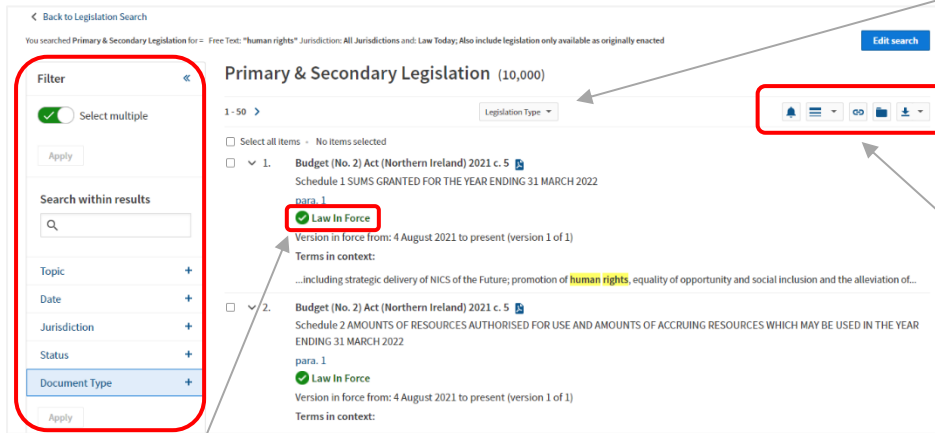 Back to Legislation Search
You searched Primary & Secondary Legislation for = Free Text: "human rights" Jurisdiction: All Jurisdictions and: Law Today; Also include legislation only available as originally enacted
Edit search
Filter
Select multiple
Apply
Search within results
Topic
Date
Jurisdiction
Status
Document Type
Apply
Primary & Secondary Legislation (10,000)
1 - 50
Legislation Type
Select all items - No items selected
1. Budget (No. 2) Act (Northern Ireland) 2021 c. 5
Schedule 1 SUMS GRANTED FOR THE YEAR ENDING 31 MARCH 2022
para. 1
Law In Force
Version in force from: 4 August 2021 to present (version 1 of 1)
Terms in context:
...including strategic delivery of NICS of the Future; promotion of human rights, equality of opportunity and social inclusion and the alleviation of...
2. Budget (No. 2) Act (Northern Ireland) 2021 c. 5
Schedule 2 AMOUNTS OF RESOURCES AUTHORISED FOR USE AND AMOUNTS OF ACCRUING RESOURCES WHICH MAY BE USED IN THE YEAR
ENDING 31 MARCH 2022
para. 1
Law In Force
Version in force from: 4 August 2021 to present (version 1 of 1)
Terms in context: